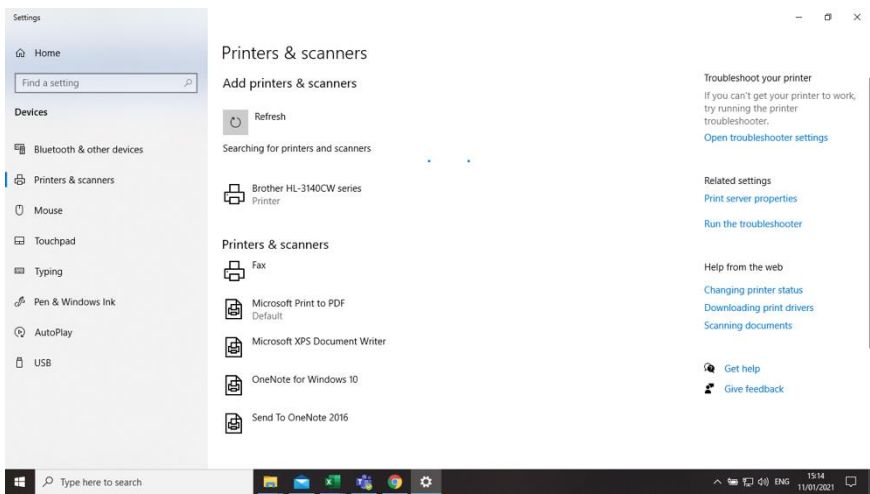 Settings
Home
Find a setting
Devices
Bluetooth & other devices
Printers & scanners
Mouse
Touchpad
Typing
Pen & Windows Ink
AutoPlay
USB
Printers & scanners
Add printers & scanners
Refresh
Searching for printers and scanners
Brother HL-3140CW series
Printer
Printers & scanners
Fax
Microsoft Print to PDF
Default
Microsoft XPS Document Writer
OneNote for Windows 10
Send To OneNote 2016
Troubleshoot your printer
If you can't get your printer to work,
try running the printer
troubleshooter.
Open troubleshooter settings
Related settings
Print server properties
Run the troubleshooter
Help from the web
Changing printer status
Downloading print drivers
Scanning documents
Get help
Give feedback
Type here to search
ENG
15:14
11/01/2021